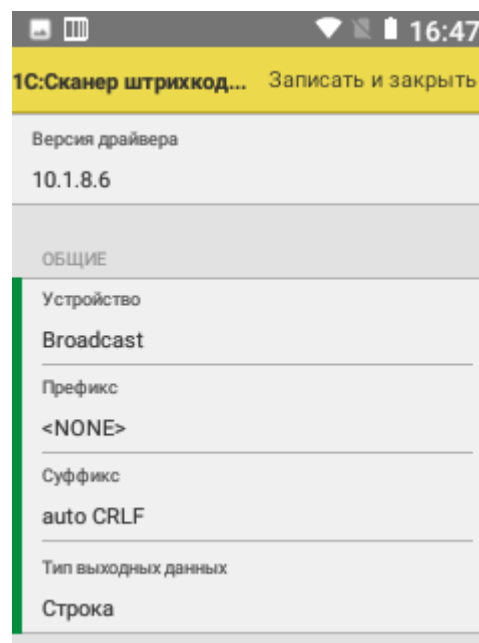 16:47
1С:Сканер штрихкод... Записать и закрыть
Версия драйвера
10.1.8.6
ОБЩИЕ
Устройство
Broadcast
Префикс
<NONE>
Суффикс
auto CRLF
Тип выходных данных
Строка